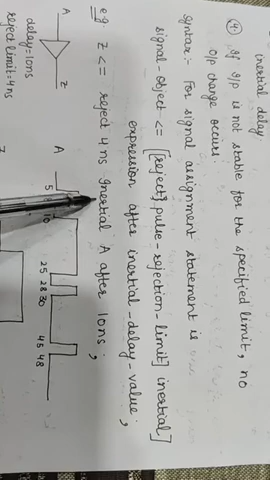 inertial delay
④ If i/p is not stable for the specified limit, no
o/p change occurs.
syntax:- For signal assignment statement is
signal-object <= [[reject pulse-rejection-limit] inertial]
expression after inertial-delay-value;
e.g. Z <= reject 4 ns inertial A after 10ns;
A
Z
delay=10ns
reject limit=4ns
A
5
10
25 28 30
45 48
Z